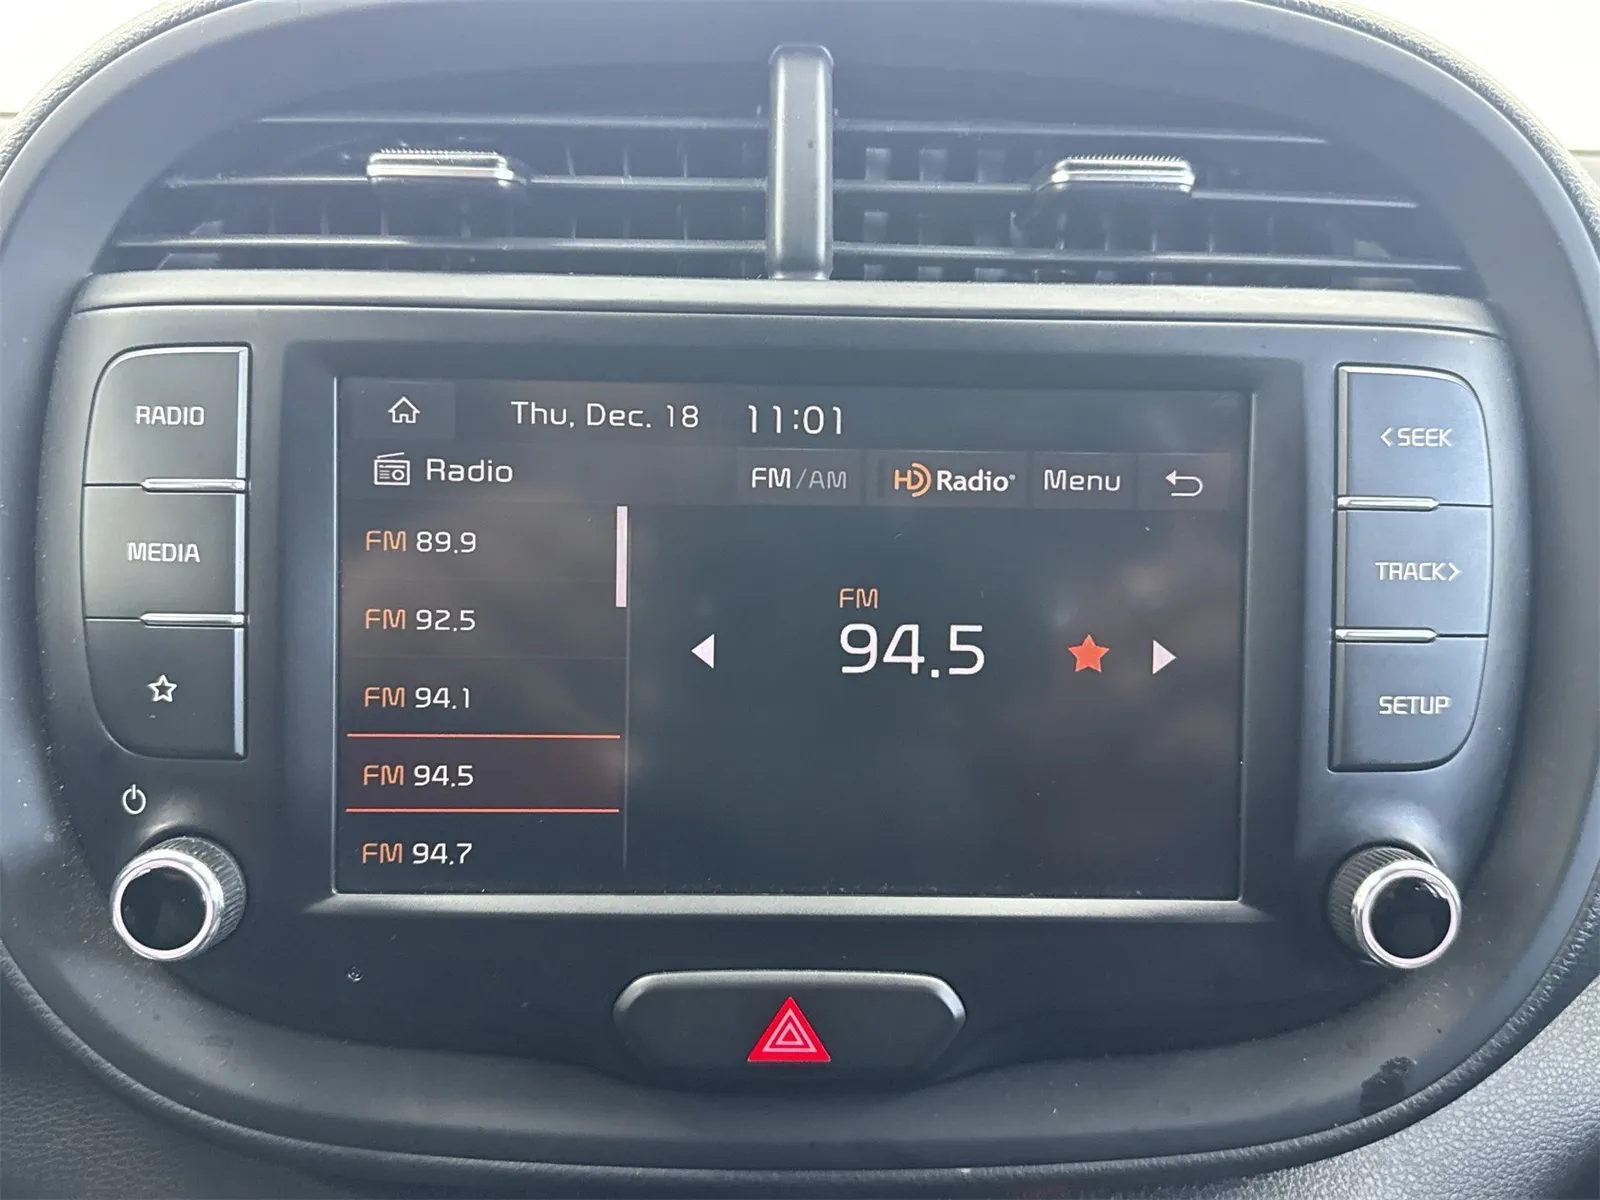 Thu, Dec. 18 11:01
Radio FM/AM HD Radio® Menu
RADIO
MEDIA
FM 89.9
FM 92.5
FM 94.1
FM 94.5
FM 94.7
FM
94.5
< SEEK
TRACK >
SETUP